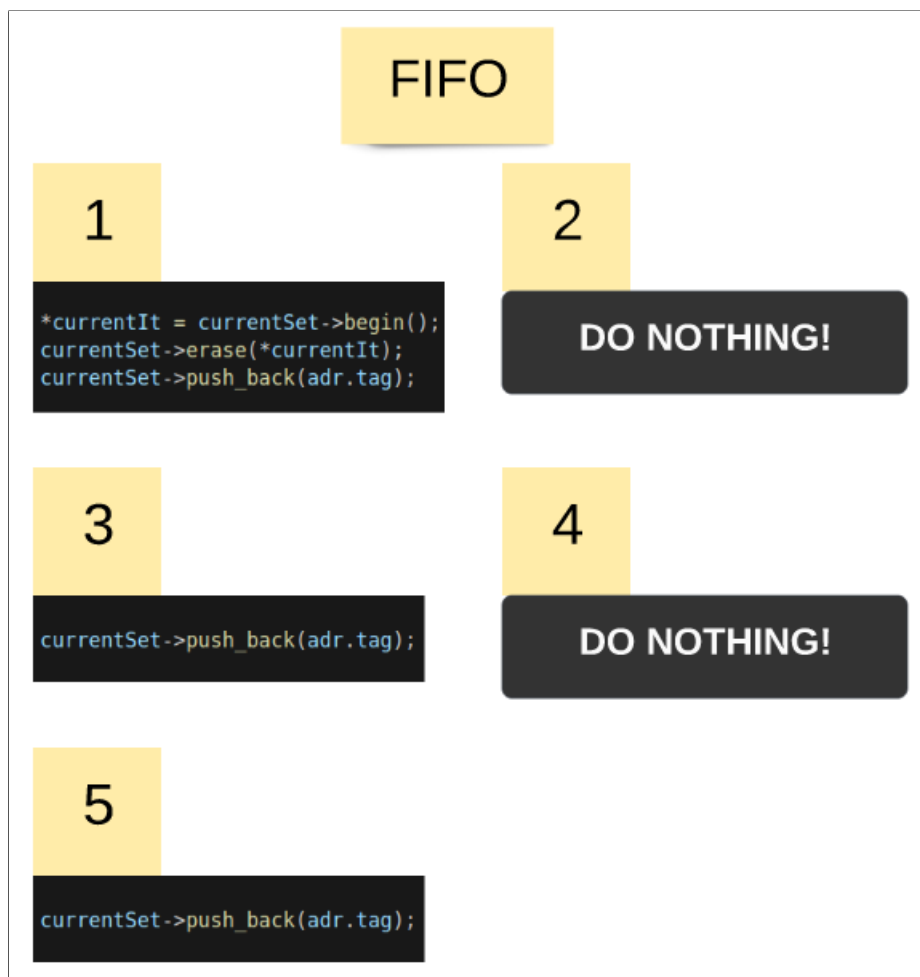 FIFO
1
*currentIt = currentSet->begin();
currentSet->erase(*currentIt);
currentSet->push_back(adr.tag);
2
DO NOTHING!
3
currentSet->push_back(adr.tag);
4
DO NOTHING!
5
currentSet->push_back(adr.tag);